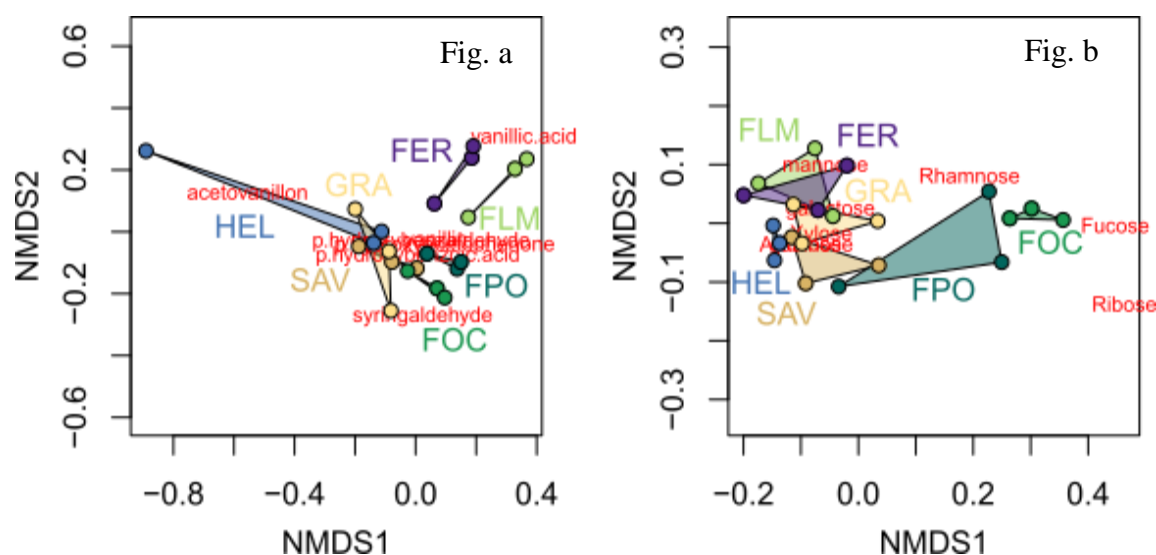 Fig. a
0.6
0.2
−0.2
−0.6
NMDS2
vanillic.acid
FER
acetovanillon
GRA
HEL
FLM
SAV
FPO
syringaldehyde
FOC
−0.8
−0.4
0.0
0.4
NMDS1
Fig. b
0.3
0.1
−0.1
−0.3
NMDS2
FLM
FER
mannose
Rhamnose
GRA
galactose
Fucose
Xylose
FOC
HEL
FPO
SAV
Ribose
−0.2
0.0
0.2
0.4
NMDS1